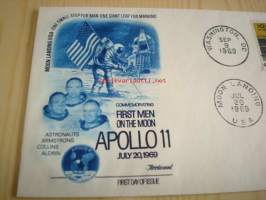 MOON LANDING USA • ONE SMALL STEP FOR MAN • ONE GIANT LEAP FOR MANKIND
COMMEMORATING
FIRST MEN
ON THE MOON
APOLLO 11
JULY 20, 1969
ASTRONAUTS
ARMSTRONG
COLLINS
ALDRIN
Fleetwood
FIRST DAY OF ISSUE
WASHINGTON, DC
SEP
9
1969
MOON LANDING
JUL
20
1969
USA